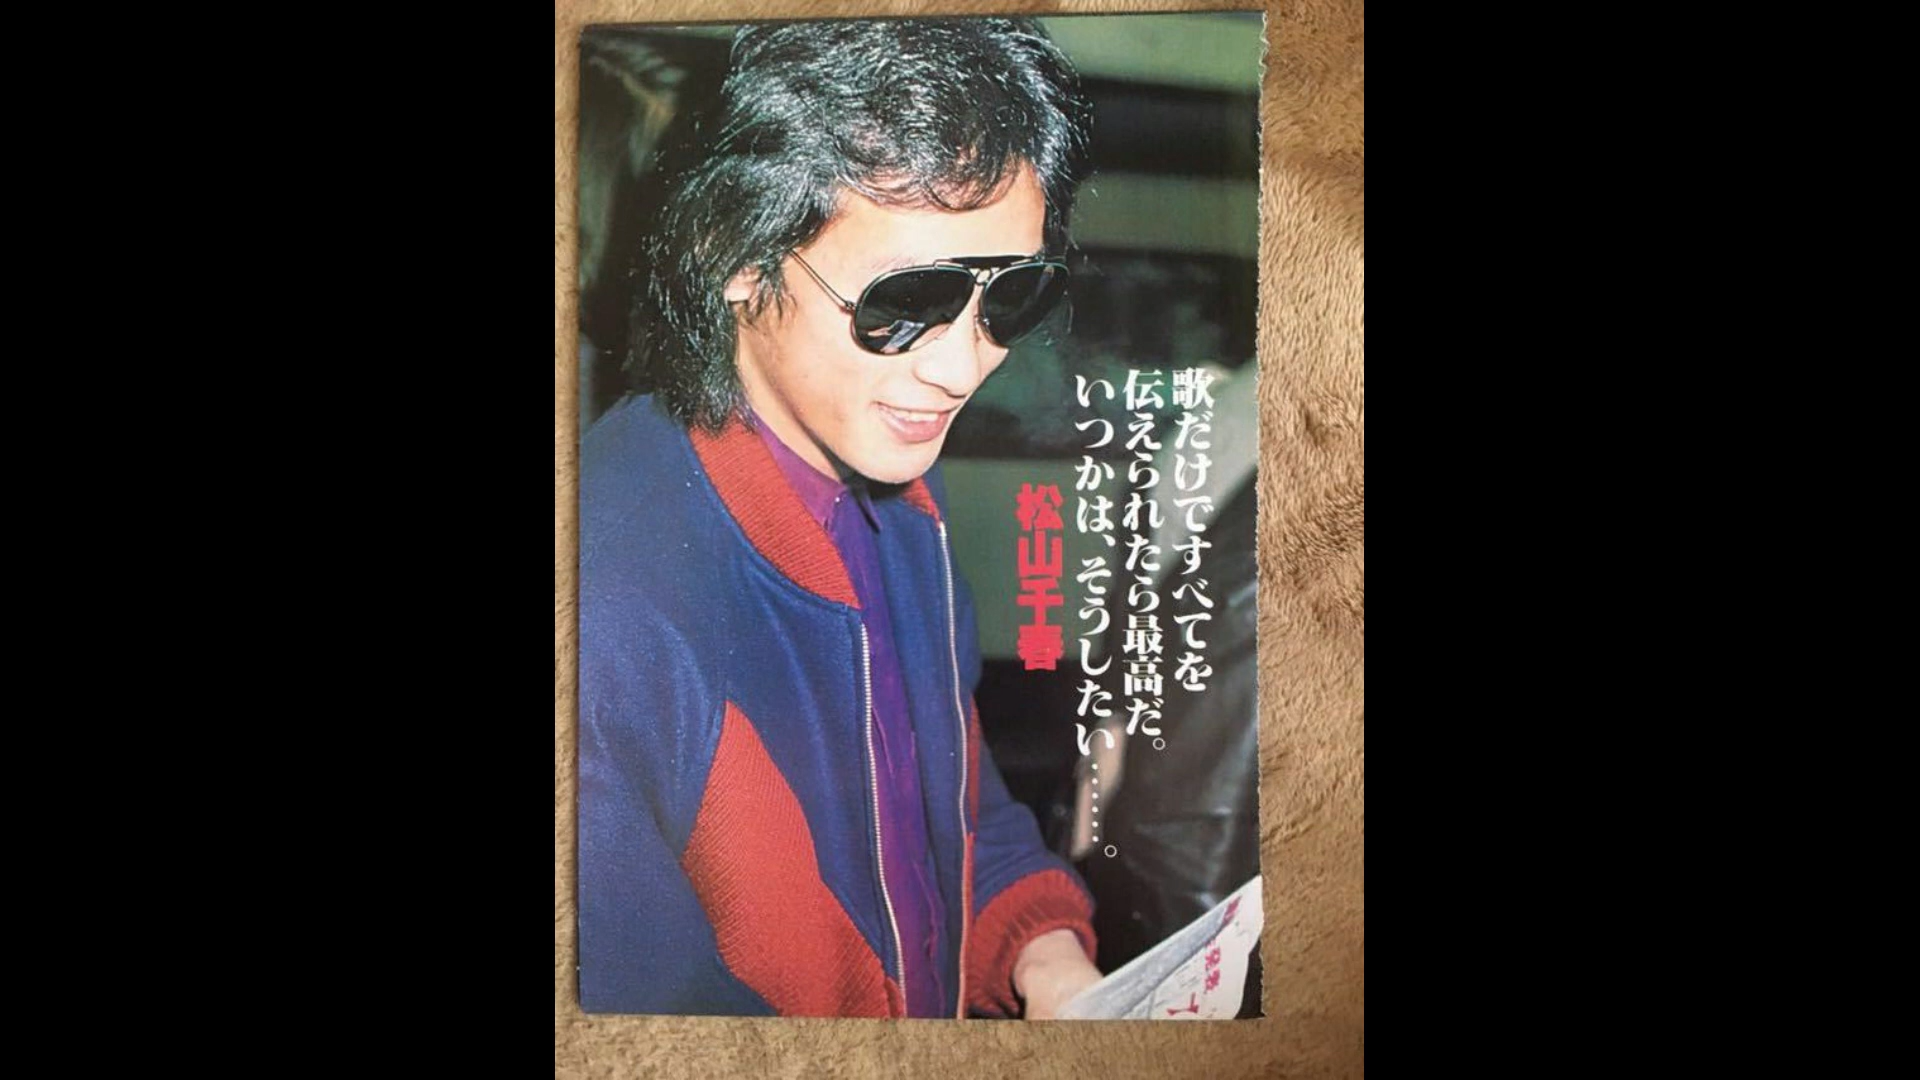 歌だけですべてを
伝えられたら最高だ。
いつかは、そうしたい……。
松山千春